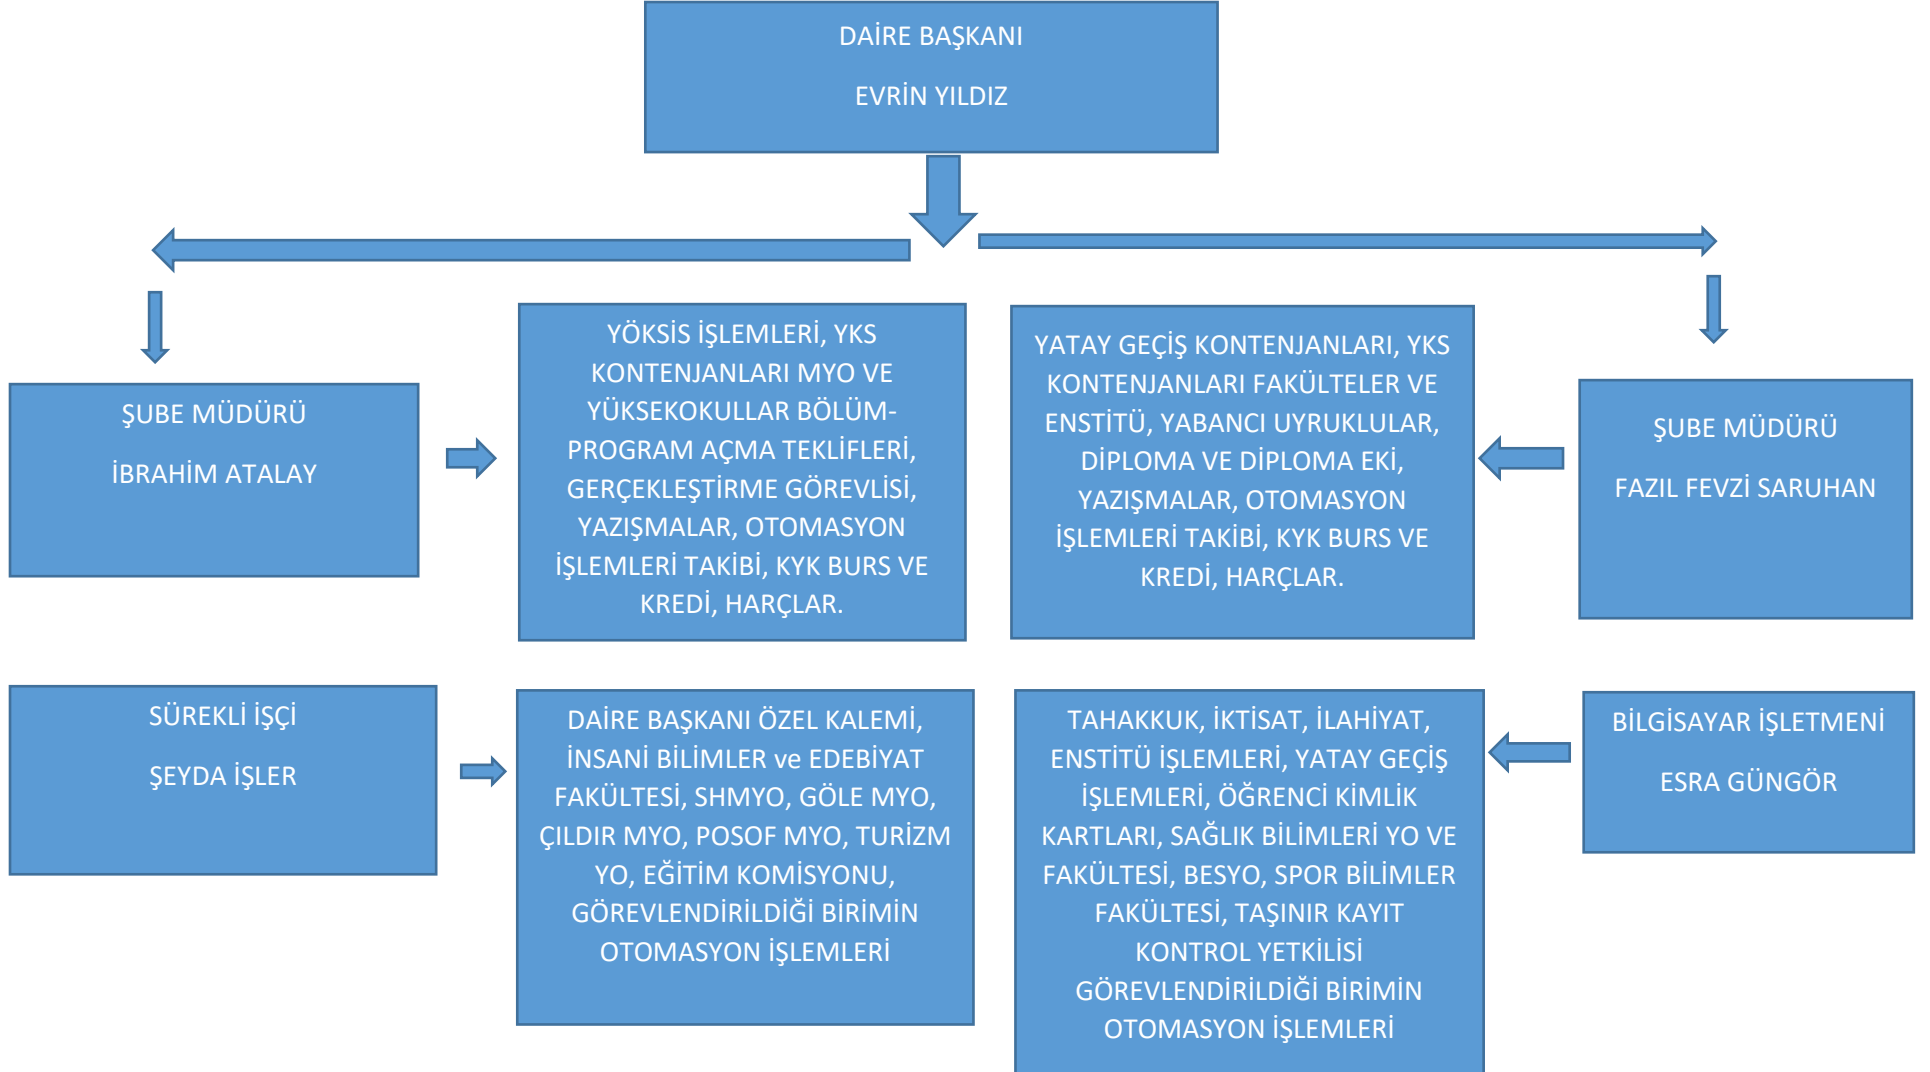 DAİRE BAŞKANI
EVRİN YILDIZ
ŞUBE MÜDÜRÜ
İBRAHİM ATALAY
YÖKSİS İŞLEMLERİ, YKS
KONTENJANLARI MYO VE
YÜKSEKOKULLAR BÖLÜM-
PROGRAM AÇMA TEKLİFLERİ,
GERÇEKLEŞTİRME GÖREVLİSİ,
YAZIŞMALAR, OTOMASYON
İŞLEMLERİ TAKİBİ, KYK BURS VE
KREDİ, HARÇLAR.
YATAY GEÇİŞ KONTENJANLARI, YKS
KONTENJANLARI FAKÜLTELER VE
ENSTİTÜ, YABANCI UYRUKLULAR,
DİPLOMA VE DİPLOMA EKİ,
YAZIŞMALAR, OTOMASYON
İŞLEMLERİ TAKİBİ, KYK BURS VE
KREDİ, HARÇLAR.
ŞUBE MÜDÜRÜ
FAZIL FEVZİ SARUHAN
SÜREKLİ İŞÇİ
ŞEYDA İŞLER
DAİRE BAŞKANI ÖZEL KALEMİ,
İNSANİ BİLİMLER ve EDEBİYAT
FAKÜLTESİ, SHMYO, GÖLE MYO,
ÇILDIR MYO, POSOF MYO, TURİZM
YO, EĞİTİM KOMİSYONU,
GÖREVLENDİRİLDİĞİ BİRİMİN
OTOMASYON İŞLEMLERİ
TAHAKKUK, İKTİSAT, İLAHİYAT,
ENSTİTÜ İŞLEMLERİ, YATAY GEÇİŞ
İŞLEMLERİ, ÖĞRENCİ KİMLİK
KARTLARI, SAĞLIK BİLİMLERİ YO VE
FAKÜLTESİ, BESYO, SPOR BİLİMLER
FAKÜLTESİ, TAŞINIR KAYIT
KONTROL YETKİLİSİ
GÖREVLENDİRİLDİĞİ BİRİMİN
OTOMASYON İŞLEMLERİ
BİLGİSAYAR İŞLETMENİ
ESRA GÜNGÖR